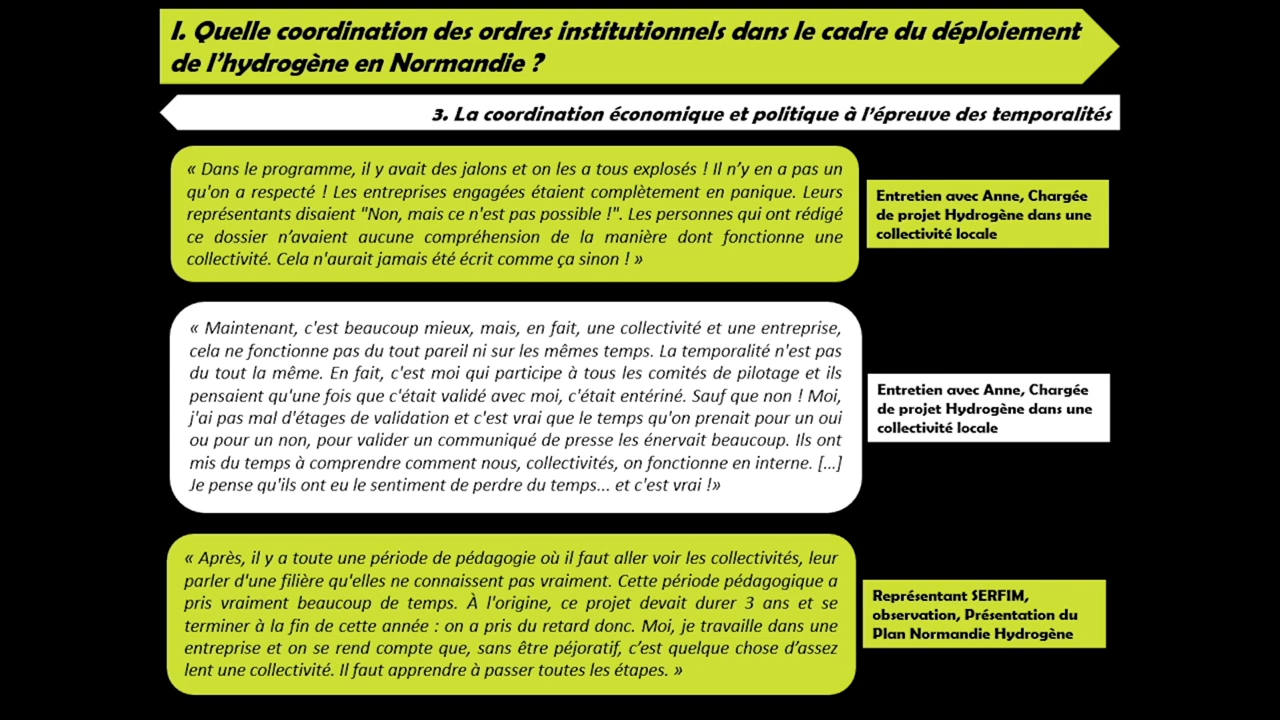 I. Quelle coordination des ordres institutionnels dans le cadre du déploiement
de l'hydrogène en Normandie ?
3. La coordination économique et politique à l'épreuve des temporalités
« Dans le programme, il y avait des jalons et on les a tous explosés ! Il n'y en a pas un
qu'on a respecté ! Les entreprises engagées étaient complètement en panique. Leurs
représentants disaient "Non, mais ce n'est pas possible !". Les personnes qui ont rédigé
ce dossier n'avaient aucune compréhension de la manière dont fonctionne une
collectivité. Cela n'aurait jamais été écrit comme ça sinon ! »
Entretien avec Anne, Chargée
de projet Hydrogène dans une
collectivité locale
« Maintenant, c'est beaucoup mieux, mais, en fait, une collectivité et une entreprise,
cela ne fonctionne pas du tout pareil ni sur les mêmes temps. La temporalité n'est pas
du tout la même. En fait, c'est moi qui participe à tous les comités de pilotage et ils
pensaient qu'une fois que c'était validé avec moi, c'était entériné. Sauf que non ! Moi,
j'ai pas mal d'étages de validation et c'est vrai que le temps qu'on prenait pour un oui
ou pour un non, pour valider un communiqué de presse les énervait beaucoup. Ils ont
mis du temps à comprendre comment nous, collectivités, on fonctionne en interne. [...]
Je pense qu'ils ont eu le sentiment de perdre du temps... et c'est vrai !»
Entretien avec Anne, Chargée
de projet Hydrogène dans une
collectivité locale
« Après, il y a toute une période de pédagogie où il faut aller voir les collectivités, leur
parler d'une filière qu'elles ne connaissent pas vraiment. Cette période pédagogique a
pris vraiment beaucoup de temps. À l'origine, ce projet devait durer 3 ans et se
terminer à la fin de cette année : on a pris du retard donc. Moi, je travaille dans une
entreprise et on se rend compte que, sans être péjoratif, c'est quelque chose d'assez
lent une collectivité. Il faut apprendre à passer toutes les étapes. »
Représentant SERFIM,
observation, Présentation du
Plan Normandie Hydrogène